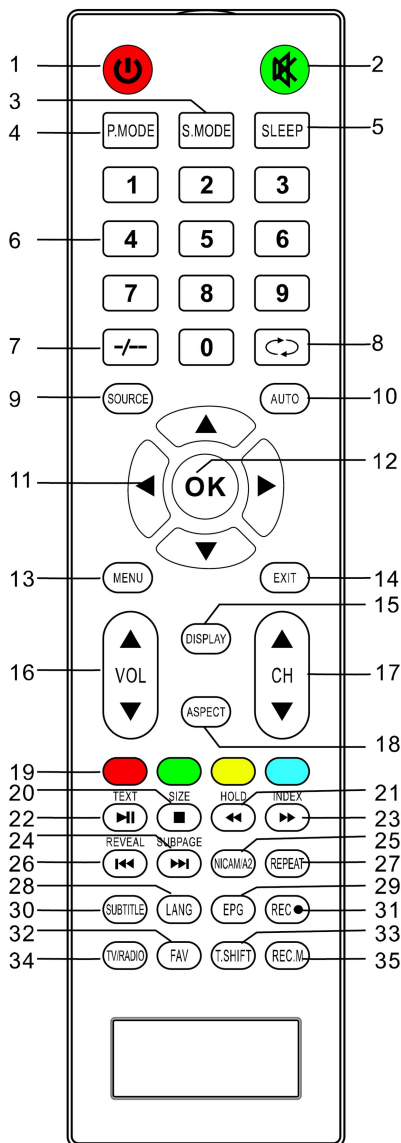 1 2
3
4 P.MODE S.MODE SLEEP 5
1 2 3
6 4 5 6
7 8 9
7 -/-- 0 8
9 SOURCE AUTO 10
11 OK 12
13 MENU EXIT 14
15
DISPLAY
16 VOL CH 17
ASPECT
18
19
20 TEXT SIZE HOLD INDEX 21
22 23
24 REVEAL SUBPAGE 25
26 NICAM/A2 REPEAT 27
28 29
30 SUBTITLE LANG EPG REC 31
32 33
34 TV/RADIO FAV T.SHIFT REC.M 35